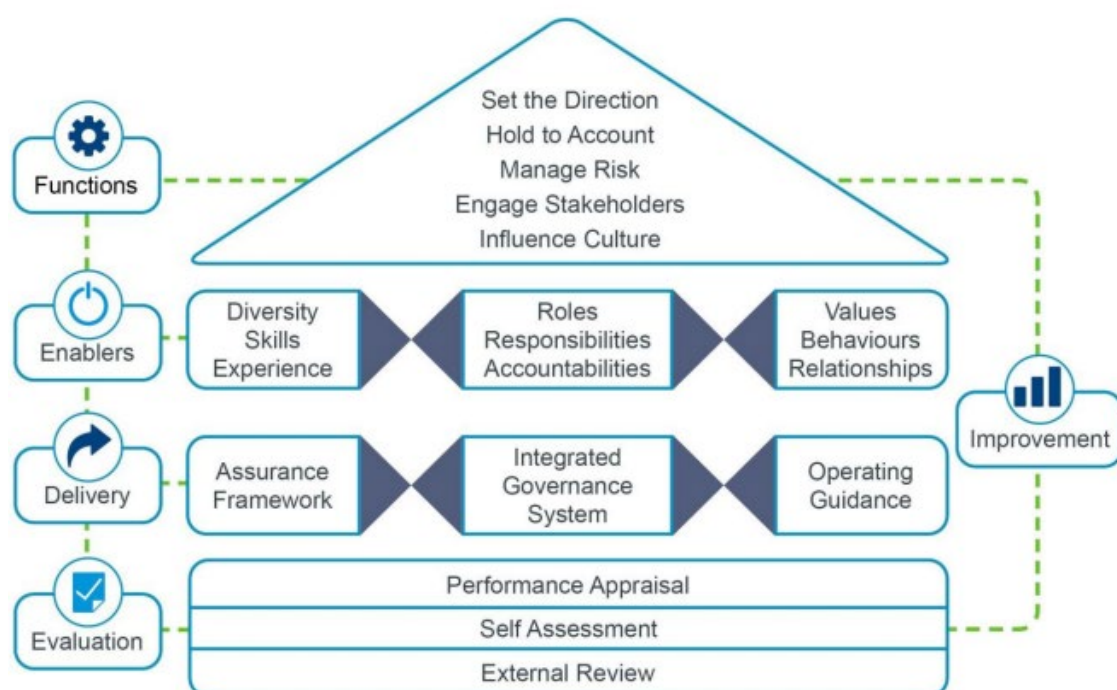 Set the Direction
Hold to Account
Manage Risk
Engage Stakeholders
Influence Culture
Functions
Enablers
Diversity
Skills
Experience
Roles
Responsibilities
Accountabilities
Values
Behaviours
Relationships
Delivery
Assurance
Framework
Integrated
Governance
System
Operating
Guidance
Evaluation
Performance Appraisal
Self Assessment
External Review
Improvement